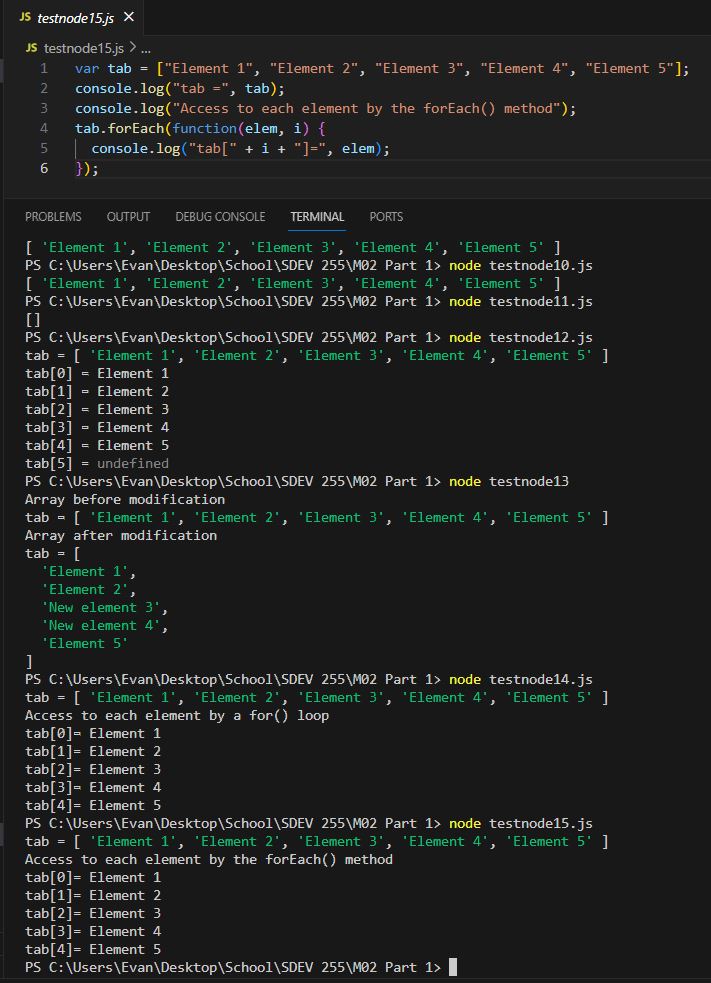 JS testnode15.js ×
JS testnode15.js > ...
1 var tab = ["Element 1", "Element 2", "Element 3", "Element 4", "Element 5"];
2 console.log("tab =", tab);
3 console.log("Access to each element by the forEach() method");
4 tab.forEach(function(elem, i) {
5   console.log("tab[" + i + "]=", elem);
6 });
PROBLEMS OUTPUT DEBUG CONSOLE TERMINAL PORTS
[ 'Element 1', 'Element 2', 'Element 3', 'Element 4', 'Element 5' ]
PS C:\Users\Evan\Desktop\School\SDEV 255\M02 Part 1> node testnode10.js
[ 'Element 1', 'Element 2', 'Element 3', 'Element 4', 'Element 5' ]
PS C:\Users\Evan\Desktop\School\SDEV 255\M02 Part 1> node testnode11.js
[]
PS C:\Users\Evan\Desktop\School\SDEV 255\M02 Part 1> node testnode12.js
tab = [ 'Element 1', 'Element 2', 'Element 3', 'Element 4', 'Element 5' ]
tab[0] = Element 1
tab[1] = Element 2
tab[2] = Element 3
tab[3] = Element 4
tab[4] = Element 5
tab[5] = undefined
PS C:\Users\Evan\Desktop\School\SDEV 255\M02 Part 1> node testnode13
Array before modification
tab = [ 'Element 1', 'Element 2', 'Element 3', 'Element 4', 'Element 5' ]
Array after modification
tab = [
  'Element 1',
  'Element 2',
  'New element 3',
  'New element 4',
  'Element 5'
]
PS C:\Users\Evan\Desktop\School\SDEV 255\M02 Part 1> node testnode14.js
tab = [ 'Element 1', 'Element 2', 'Element 3', 'Element 4', 'Element 5' ]
Access to each element by a for() loop
tab[0]= Element 1
tab[1]= Element 2
tab[2]= Element 3
tab[3]= Element 4
tab[4]= Element 5
PS C:\Users\Evan\Desktop\School\SDEV 255\M02 Part 1> node testnode15.js
tab = [ 'Element 1', 'Element 2', 'Element 3', 'Element 4', 'Element 5' ]
Access to each element by the forEach() method
tab[0]= Element 1
tab[1]= Element 2
tab[2]= Element 3
tab[3]= Element 4
tab[4]= Element 5
PS C:\Users\Evan\Desktop\School\SDEV 255\M02 Part 1>